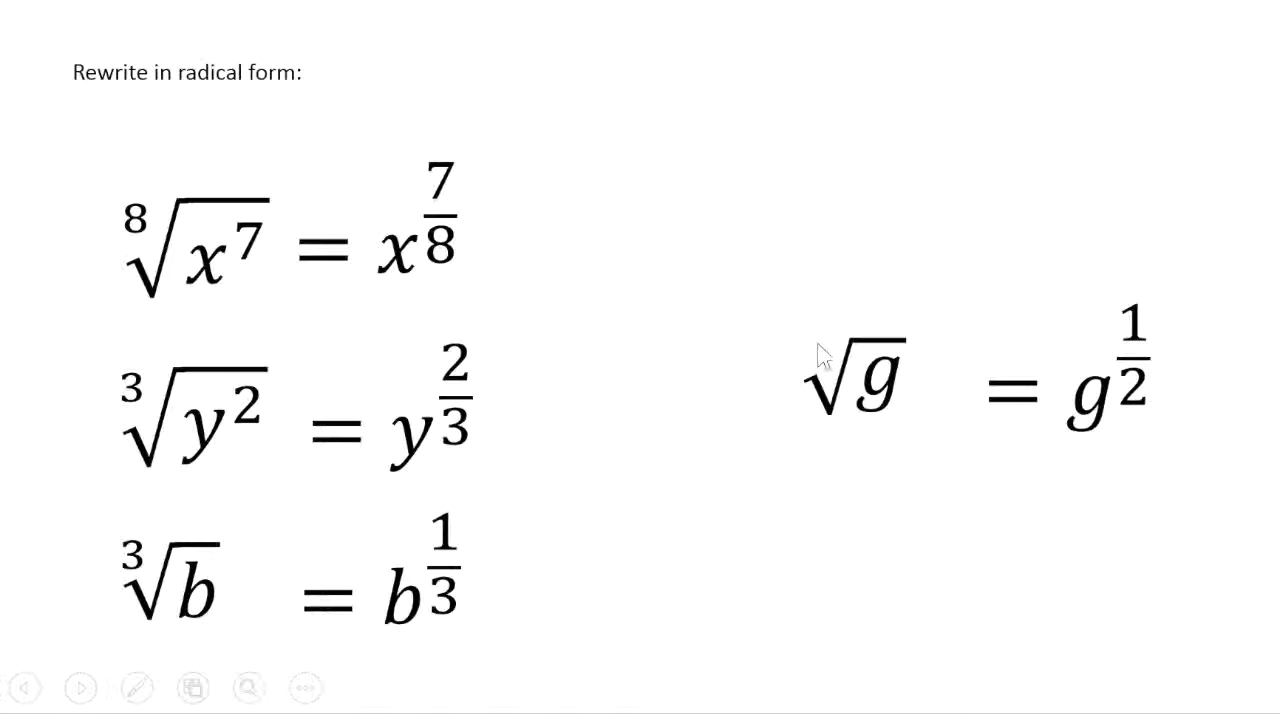 Rewrite in radical form:
⁸√x⁷ = x^(7/8)
³√y² = y^(2/3)
³√b = b^(1/3)
√g = g^(1/2)